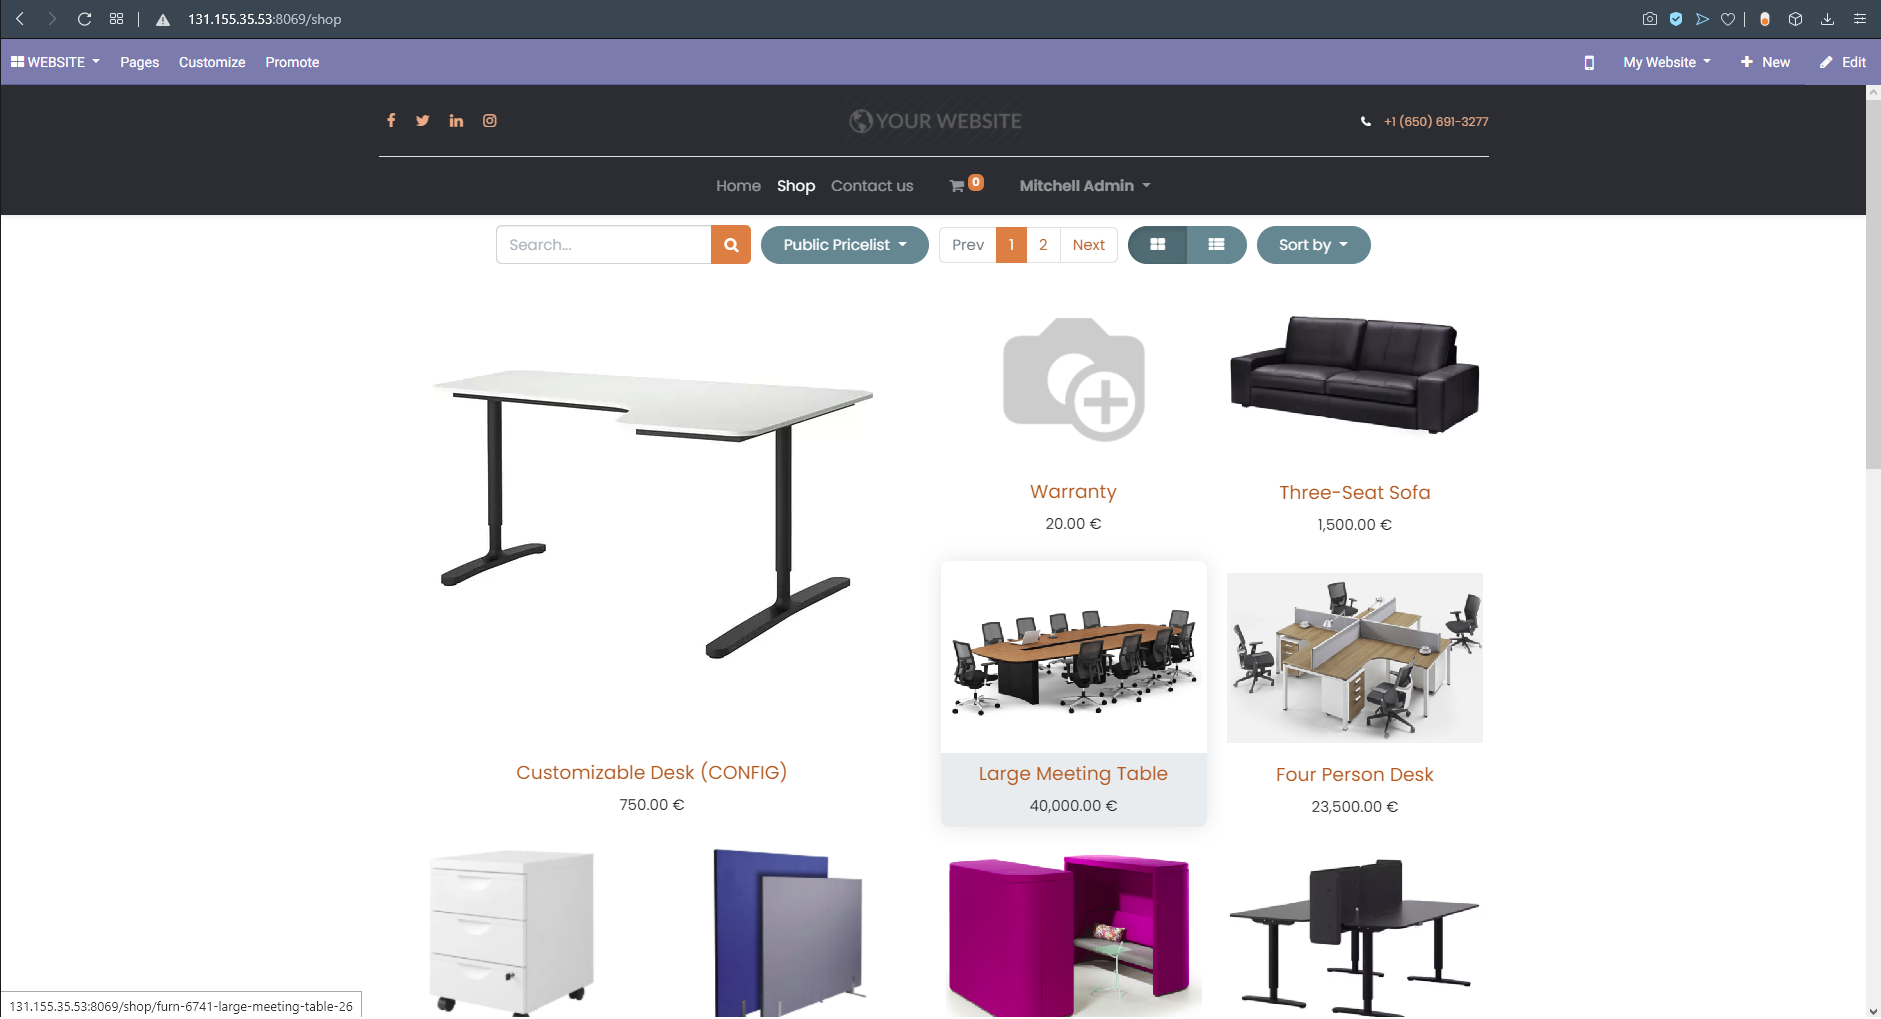 131.155.35.53:8069/shop
WEBSITE Pages Customize Promote My Website New Edit
YOUR WEBSITE
+1 (650) 691-3277
Home Shop Contact us 0 Mitchell Admin
Search... Public Pricelist Prev 1 2 Next Sort by
Warranty
20.00 €
Three-Seat Sofa
1,500.00 €
Customizable Desk (CONFIG)
750.00 €
Large Meeting Table
40,000.00 €
Four Person Desk
23,500.00 €
131.155.35.53:8069/shop/furn-6741-large-meeting-table-26